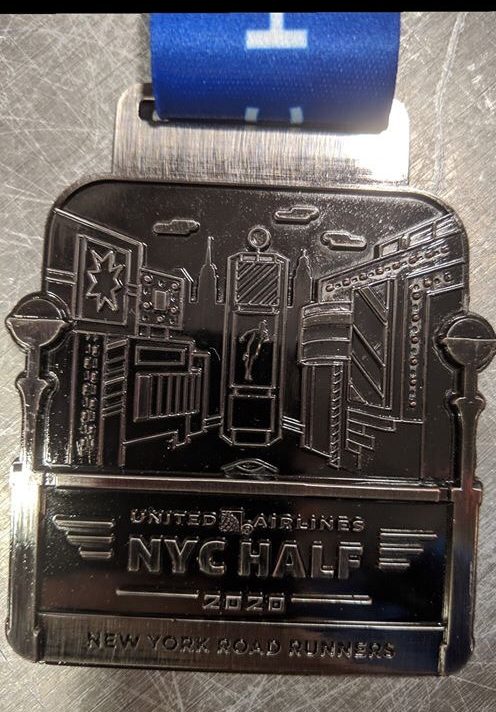 UNITED AIRLINES
NYC HALF
2020
NEW YORK ROAD RUNNERS